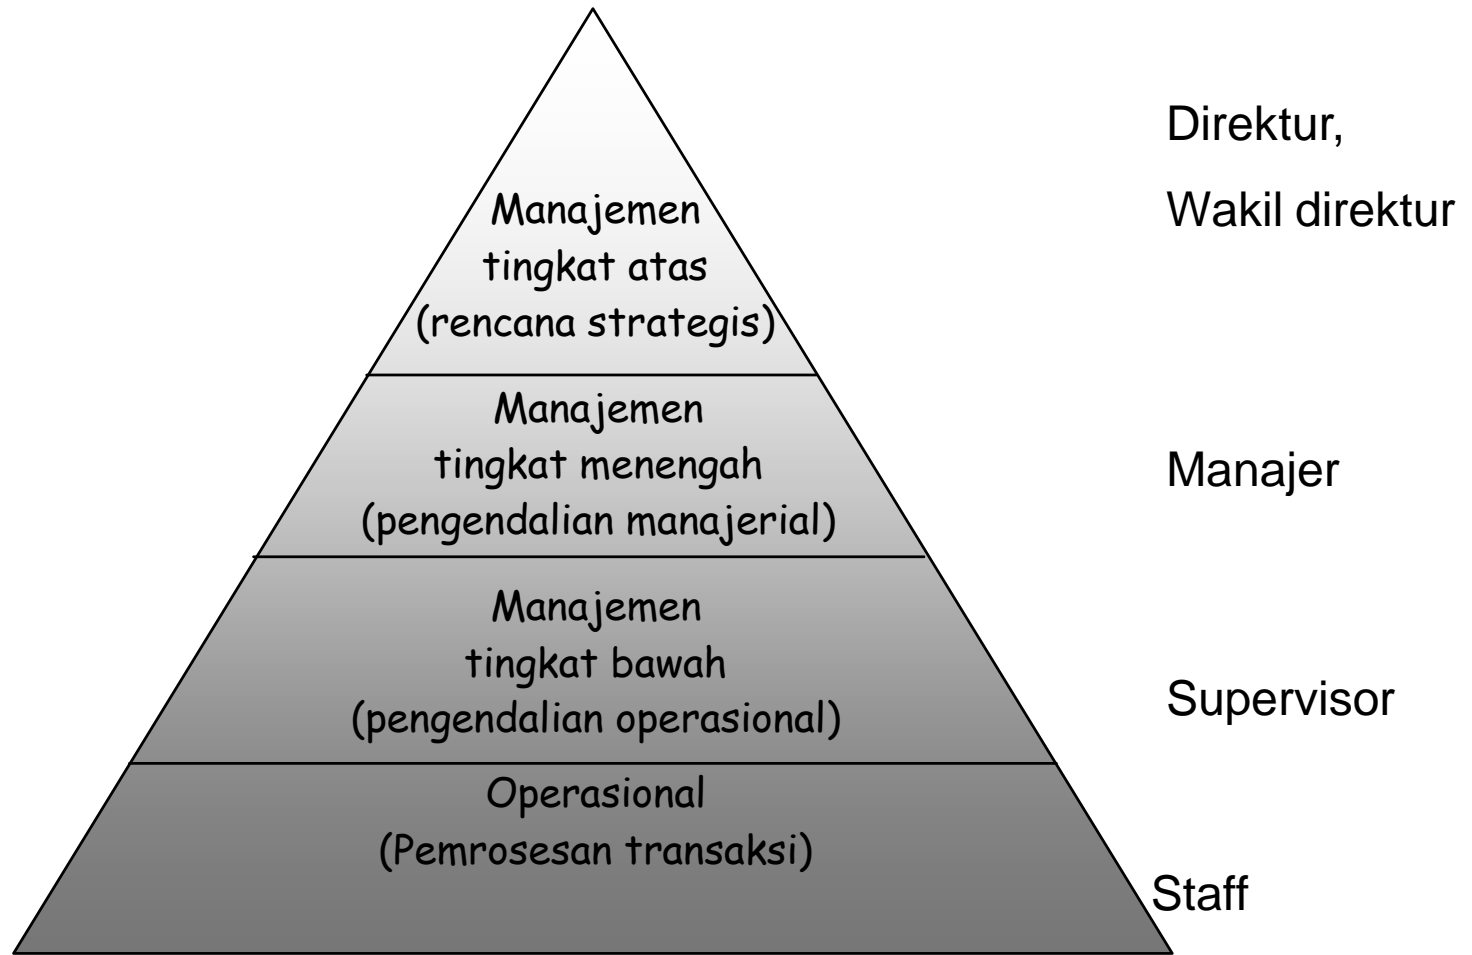 Direktur,
Wakil direktur
Manajemen
tingkat atas
(rencana strategis)
Manajemen
tingkat menengah
(pengendalian manajerial)
Manajer
Manajemen
tingkat bawah
(pengendalian operasional)
Supervisor
Operasional
(Pemrosesan transaksi)
Staff